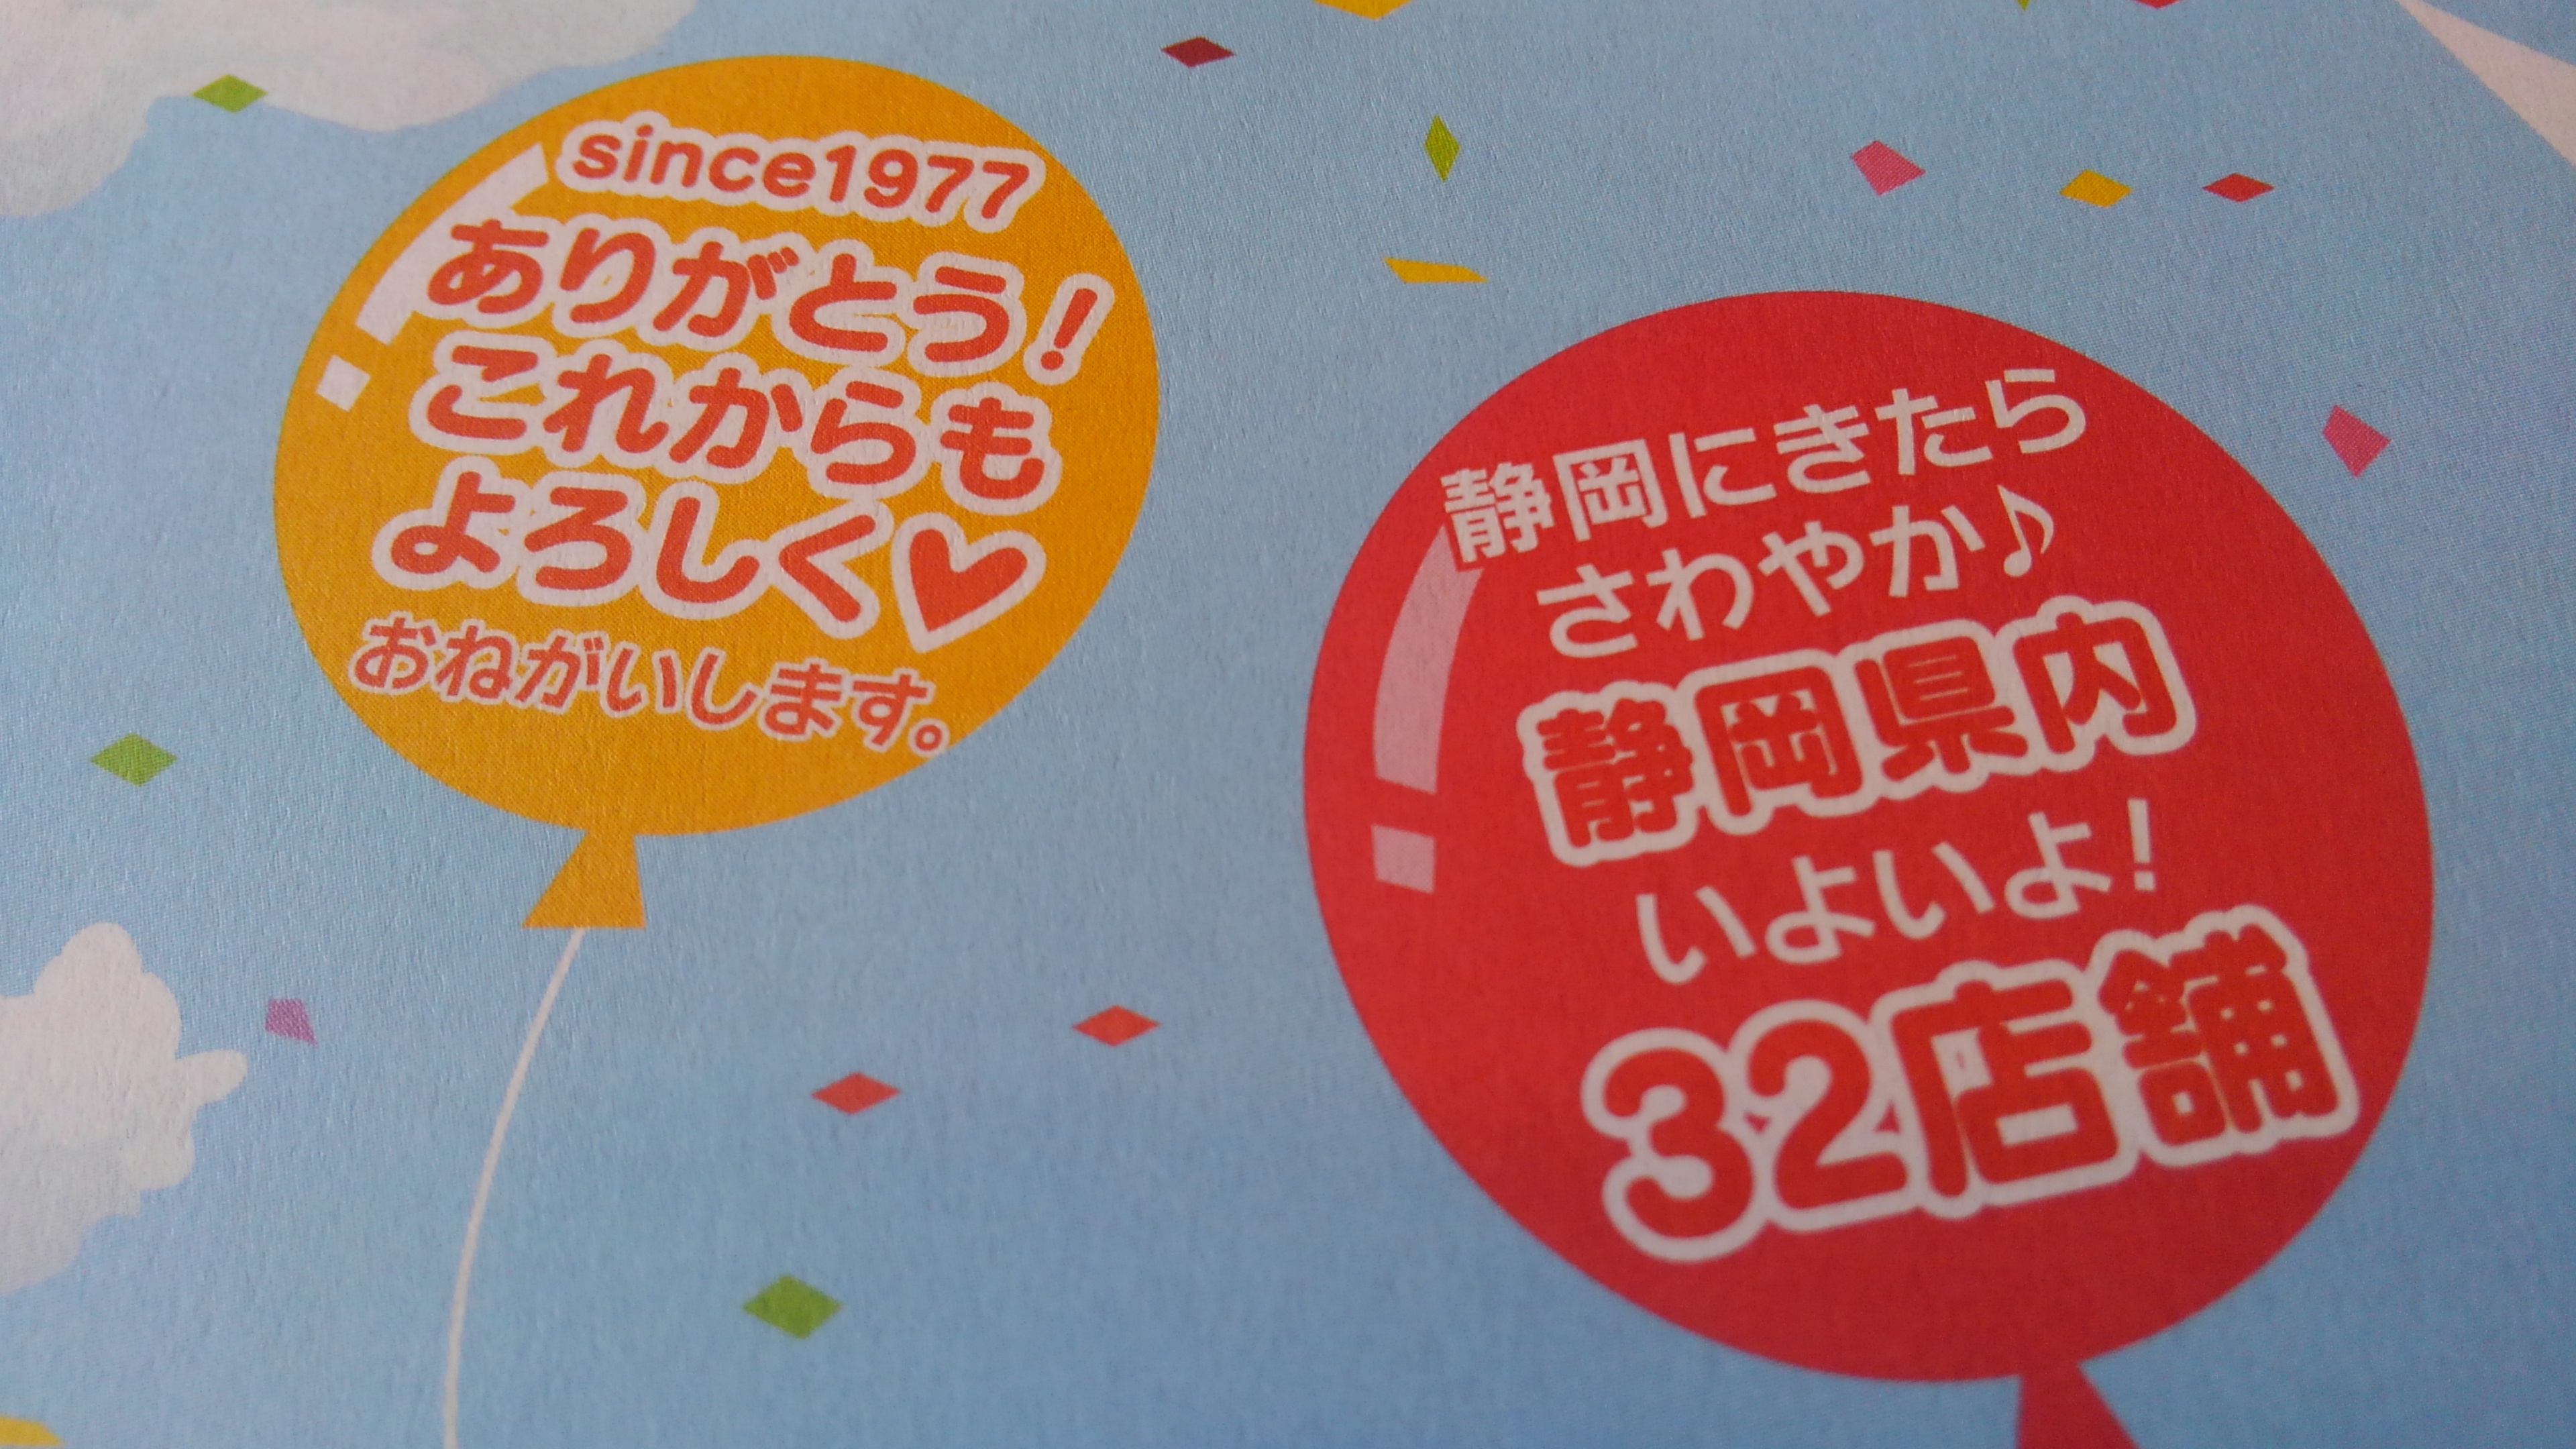 since1977
ありがとう!
これからも
よろしく♥
おねがいします。
静岡にきたら
さわやか♪
静岡県内
いよいよ!
32店舗